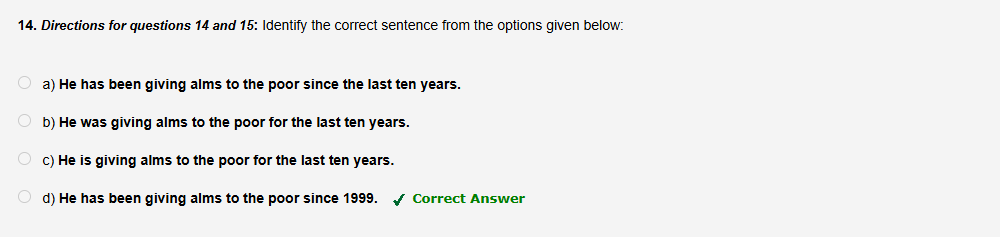 14. Directions for questions 14 and 15: Identify the correct sentence from the options given below:
a) He has been giving alms to the poor since the last ten years.
b) He was giving alms to the poor for the last ten years.
c) He is giving alms to the poor for the last ten years.
d) He has been giving alms to the poor since 1999. ✓ Correct Answer